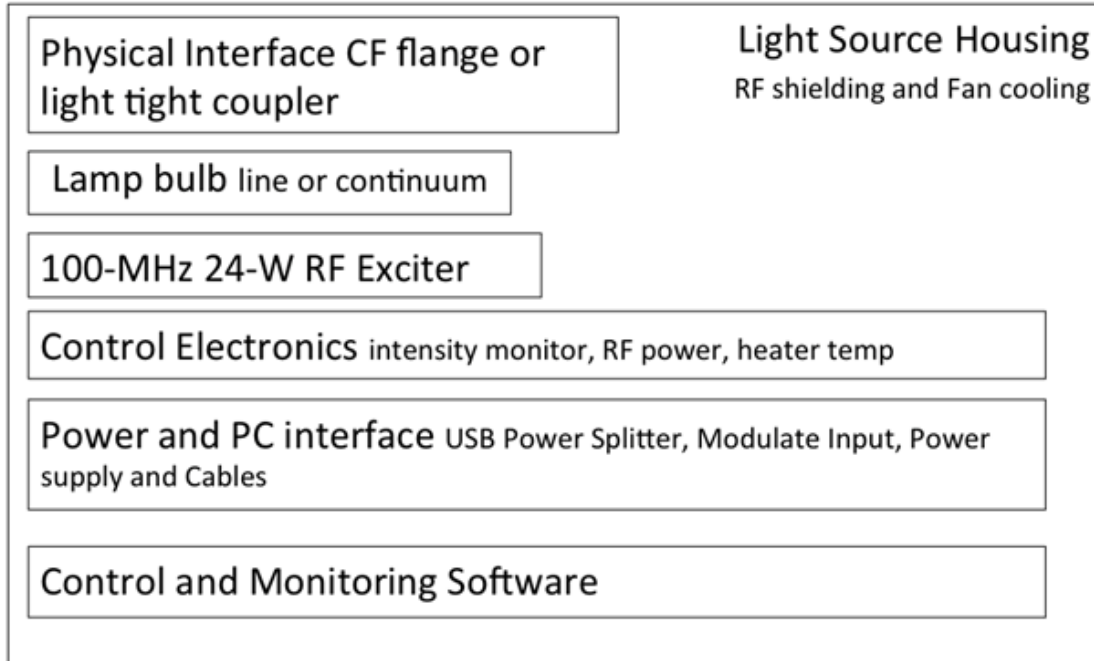 Physical Interface CF flange or
light tight coupler
Light Source Housing
RF shielding and Fan cooling
Lamp bulb line or continuum
100-MHz 24-W RF Exciter
Control Electronics intensity monitor, RF power, heater temp
Power and PC interface USB Power Splitter, Modulate Input, Power
supply and Cables
Control and Monitoring Software